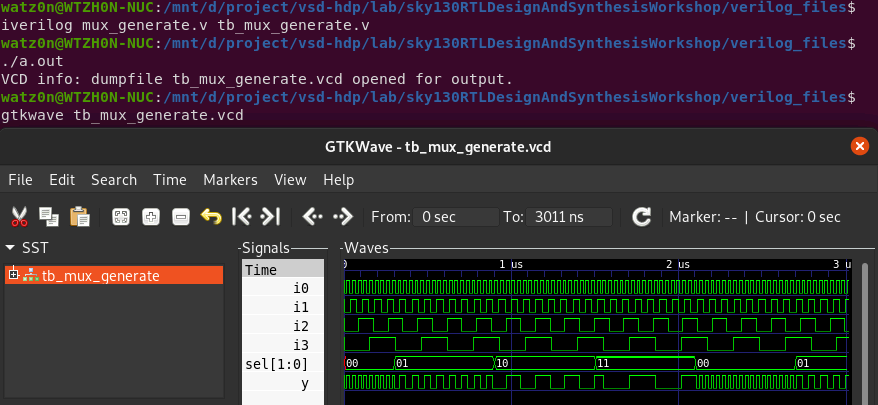 watz0n@WTZH0N-NUC:/mnt/d/project/vsd-hdp/lab/sky130RTLDesignAndSynthesisWorkshop/verilog_files$
iverilog mux_generate.v tb_mux_generate.v
watz0n@WTZH0N-NUC:/mnt/d/project/vsd-hdp/lab/sky130RTLDesignAndSynthesisWorkshop/verilog_files$
./a.out
VCD info: dumpfile tb_mux_generate.vcd opened for output.
watz0n@WTZH0N-NUC:/mnt/d/project/vsd-hdp/lab/sky130RTLDesignAndSynthesisWorkshop/verilog_files$
gtkwave tb_mux_generate.vcd
GTKWave - tb_mux_generate.vcd
File Edit Search Time Markers View Help
From: 0 sec To: 3011 ns Marker: -- | Cursor: 0 sec
SST Signals Waves
Time 0 1 us 2 us 3 u
tb_mux_generate
i0
i1
i2
i3
sel[1:0] 00 01 10 11 00 01
y